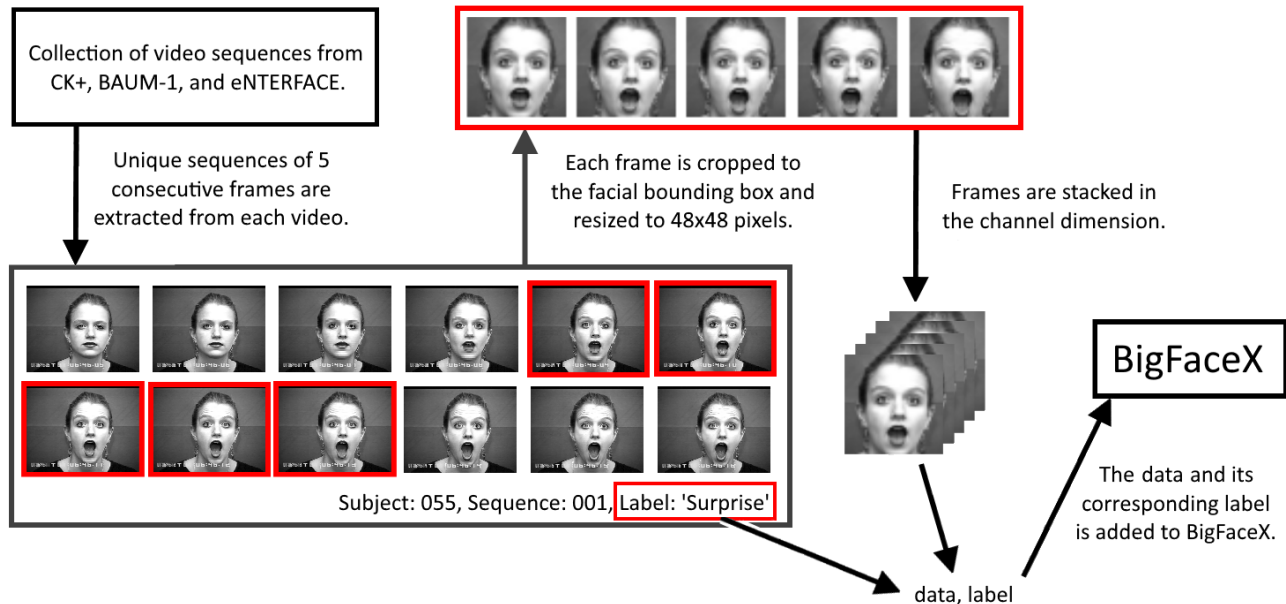 Collection of video sequences from
CK+, BAUM-1, and eNTERFACE.
Unique sequences of 5
consecutive frames are
extracted from each video.
Each frame is cropped to
the facial bounding box and
resized to 48x48 pixels.
Frames are stacked in
the channel dimension.
Subject: 055, Sequence: 001, Label: 'Surprise'
BigFaceX
The data and its
corresponding label
is added to BigFaceX.
data, label